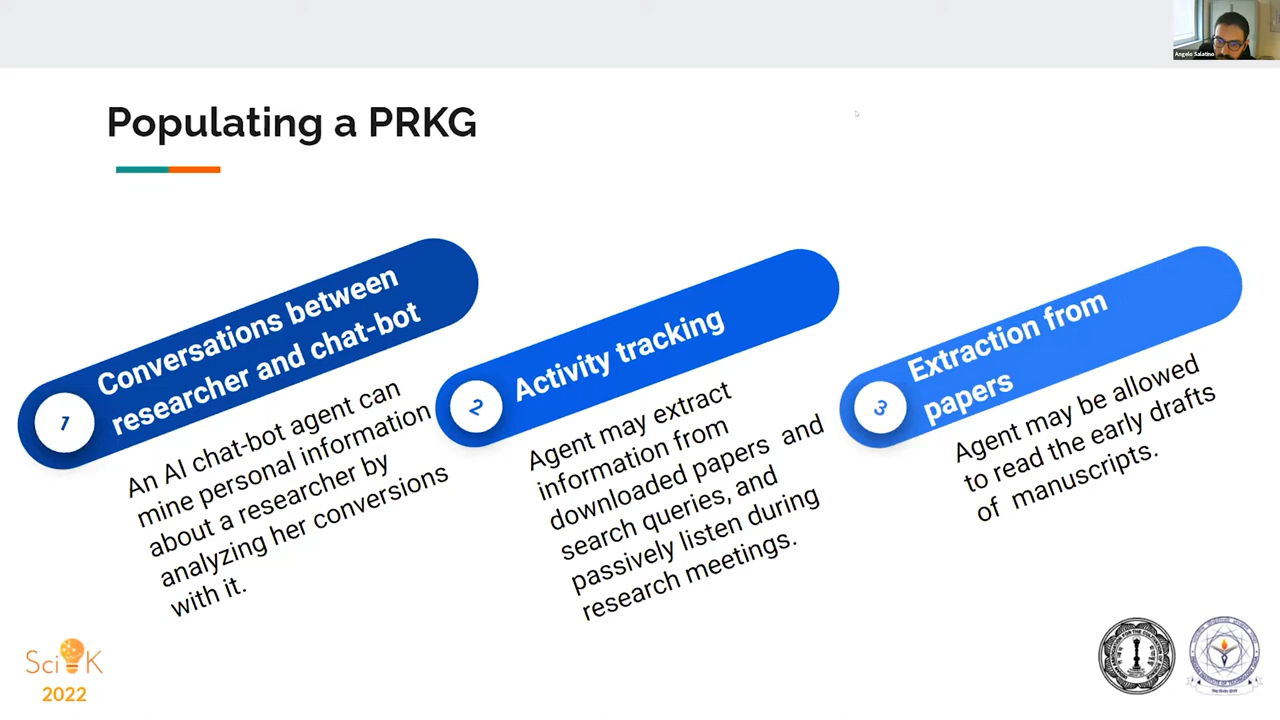 Angelo Salatino
Populating a PRKG
1
Conversations between
researcher and chat-bot
An AI chat-bot agent can
mine personal information
about a researcher by
analyzing her conversions
with it.
2
Activity tracking
Agent may extract
information from
downloaded papers and
search queries, and
passively listen during
research meetings.
3
Extraction from
papers
Agent may be allowed
to read the early drafts
of manuscripts.
Sci K
2022